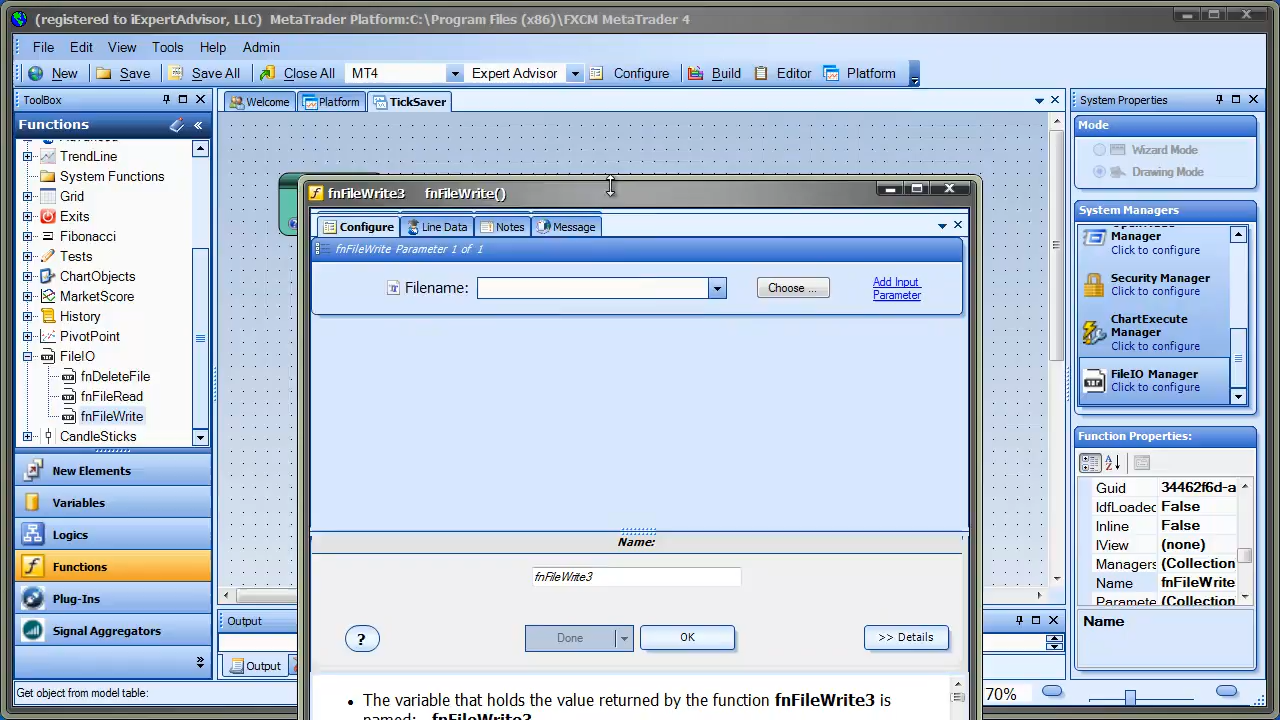 (registered to iExpertAdvisor, LLC) MetaTrader Platform:C:\Program Files (x86)\FXCM MetaTrader 4
File Edit View Tools Help Admin
New Save Save All Close All MT4 Expert Advisor Configure Build Editor Platform
ToolBox
Welcome Platform TickSaver
System Properties
Functions
Mode
Wizard Mode
Drawing Mode
TrendLine
System Functions
Grid
Exits
Fibonacci
Tests
ChartObjects
MarketScore
History
PivotPoint
FileIO
fnDeleteFile
fnFileRead
fnFileWrite
CandleSticks
New Elements
Variables
Logics
Functions
Plug-Ins
Signal Aggregators
Get object from model table:
fnFileWrite3 fnFileWrite()
Configure Line Data Notes Message
fnFileWrite Parameter 1 of 1
Filename: Choose ... Add Input
Parameter
Name:
fnFileWrite3
? Done OK >> Details
• The variable that holds the value returned by the function fnFileWrite3 is
named: fnFileWrite3
Output
Output
System Managers
Manager
Click to configure
Security Manager
Click to configure
ChartExecute
Manager
Click to configure
FileIO Manager
Click to configure
Function Properties:
Guid 34462f6d-a
IdfLoaded False
Inline False
IView (none)
Managers (Collection
Name fnFileWrite
Paramete (Collection
Name
70%